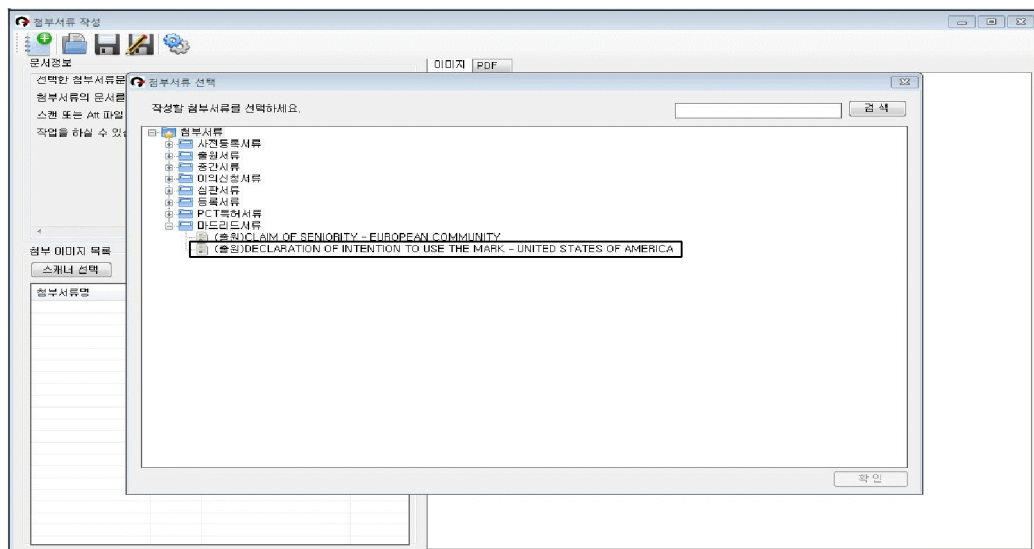 첨부서류 작성
문서정보
이미지 PDF
선택한 첨부서류문
첨부서류의 문서를
스캔 또는 Att 파일
작업을 하실 수 있
첨부서류 선택
작성할 첨부서류를 선택하세요.
검 색
첨부서류
사전등록서류
출원서류
중간서류
이의신청서류
심판서류
등록서류
PCT특허서류
마드리드서류
(출원)CLAIM OF SENIORITY - EUROPEAN COMMUNITY
(출원)DECLARATION OF INTENTION TO USE THE MARK - UNITED STATES OF AMERICA
첨부 이미지 목록
스캐너 선택
첨부서류명
확 인